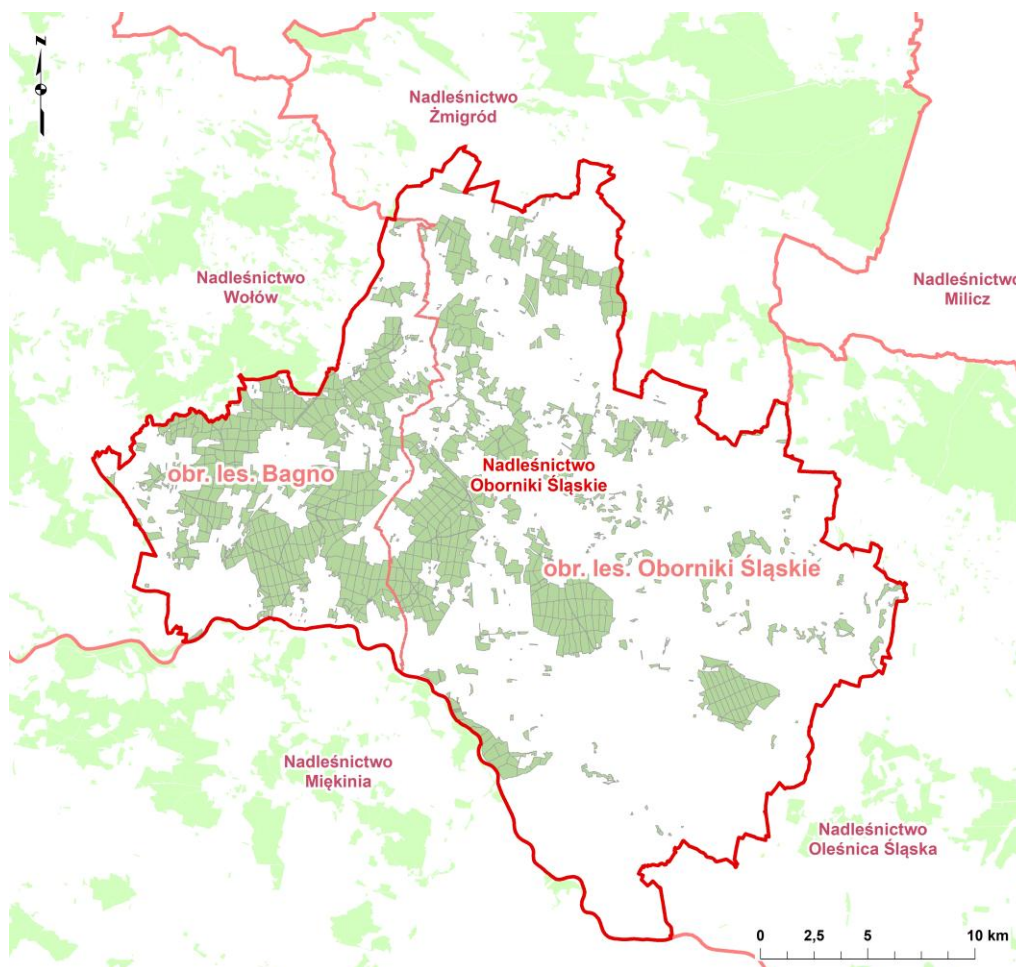 N
Nadleśnictwo
Żmigród
Nadleśnictwo
Wołów
Nadleśnictwo
Milicz
obr. les. Bagno
Nadleśnictwo
Oborniki Śląskie
obr. les. Oborniki Śląskie
Nadleśnictwo
Miękinia
Nadleśnictwo
Oleśnica Śląska
0 2,5 5 10 km